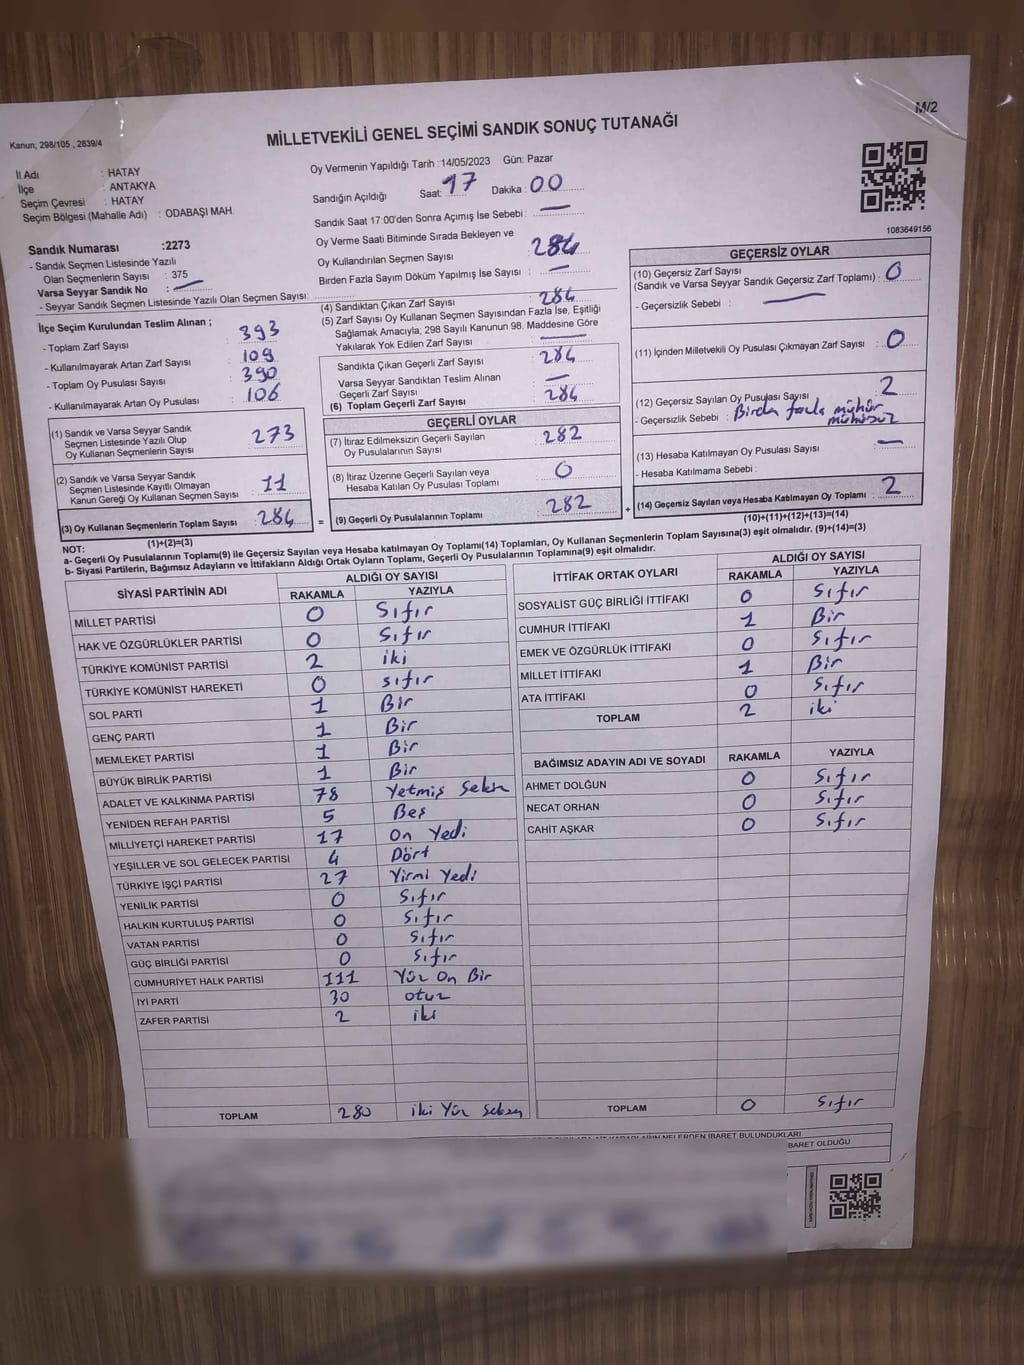 M/2
Kanun, 298/105 , 2839/4
MİLLETVEKİLİ GENEL SEÇİMİ SANDIK SONUÇ TUTANAĞI
İl Adı : HATAY
İlçe : ANTAKYA
Seçim Çevresi : HATAY
Seçim Bölgesi (Mahalle Adı) : ODABAŞI MAH.
Oy Vermenin Yapıldığı Tarih :14/05/2023 Gün: Pazar
Sandığın Açıldığı Saat: 17 Dakika : 00
Sandık Saat 17:00'den Sonra Açımış İse Sebebi : —
Oy Verme Saati Bitiminde Sırada Bekleyen ve
Oy Kullandırılan Seçmen Sayısı : 284
Birden Fazla Sayım Döküm Yapılmış İse Sayısı : —
1083649156
Sandık Numarası :2273
- Sandık Seçmen Listesinde Yazılı
Olan Seçmenlerin Sayısı : 375
Varsa Seyyar Sandık No : —
- Seyyar Sandık Seçmen Listesinde Yazılı Olan Seçmen Sayısı:
İlçe Seçim Kurulundan Teslim Alınan ;
- Toplam Zarf Sayısı : 393
- Kullanılmayarak Artan Zarf Sayısı : 109
- Toplam Oy Pusulası Sayısı : 390
- Kullanılmayarak Artan Oy Pusulası : 106
(4) Sandıktan Çıkan Zarf Sayısı : 284
(5) Zarf Sayısı Oy Kullanan Seçmen Sayısından Fazla İse, Eşitliği
Sağlamak Amacıyla; 298 Sayılı Kanunun 98. Maddesine Göre
Yakılarak Yok Edilen Zarf Sayısı : —
Sandıkta Çıkan Geçerli Zarf Sayısı : 284
Varsa Seyyar Sandıktan Teslim Alınan
Geçerli Zarf Sayısı : —
(6) Toplam Geçerli Zarf Sayısı : 284
GEÇERSİZ OYLAR
(10) Geçersiz Zarf Sayısı
(Sandık ve Varsa Seyyar Sandık Geçersiz Zarf Toplamı) : 0
- Geçersizlik Sebebi : —
(11) İçinden Milletvekili Oy Pusulası Çıkmayan Zarf Sayısı : 0
(12) Geçersiz Sayılan Oy Pusulası Sayısı : 2
- Geçersizlik Sebebi : Birden fazla mühür
mühürsüz
(13) Hesaba Katılmayan Oy Pusulası Sayısı : —
- Hesaba Katılmama Sebebi :
(14) Geçersiz Sayılan veya Hesaba Katılmayan Oy Toplamı : 2
(10)+(11)+(12)+(13)=(14)
(1) Sandık ve Varsa Seyyar Sandık
Seçmen Listesinde Yazılı Olup
Oy Kullanan Seçmenlerin Sayısı : 273
(2) Sandık ve Varsa Seyyar Sandık
Seçmen Listesinde Kayıtlı Olmayan
Kanun Gereği Oy Kullanan Seçmen Sayısı : 11
(3) Oy Kullanan Seçmenlerin Toplam Sayısı : 284 =
(1)+(2)=(3)
GEÇERLİ OYLAR
(7) İtiraz Edilmeksizin Geçerli Sayılan
Oy Pusulalarının Sayısı : 282
(8) İtiraz Üzerine Geçerli Sayılan veya
Hesaba Katılan Oy Pusulası Toplamı : 0
(9) Geçerli Oy Pusulalarının Toplamı : 282 +
NOT:
a- Geçerli Oy Pusulaları Toplamı(9) ile Geçersiz Sayılan veya Hesaba katılmayan Oy Toplamı(14) Toplamları, Oy Kullanan Seçmenlerin Toplam Sayısına(3) eşit olmalıdır. (9)+(14)=(3)
b- Siyasi Partilerin, Bağımsız Adayların ve İttifakların Aldığı Ortak Oyların Toplamı, Geçerli Oy Pusulalarının Toplamına(9) eşit olmalıdır.
SİYASİ PARTİNİN ADI ALDIĞI OY SAYISI
RAKAMLA YAZIYLA
MİLLET PARTİSİ 0 Sıfır
HAK VE ÖZGÜRLÜKLER PARTİSİ 0 Sıfır
TÜRKİYE KOMÜNİST PARTİSİ 2 iki
TÜRKİYE KOMÜNİST HAREKETİ 0 sıfır
SOL PARTİ 1 Bir
GENÇ PARTİ 1 Bir
MEMLEKET PARTİSİ 1 Bir
BÜYÜK BİRLİK PARTİSİ 1 Bir
ADALET VE KALKINMA PARTİSİ 78 Yetmiş Sekiz
YENİDEN REFAH PARTİSİ 5 Beş
MİLLİYETÇİ HAREKET PARTİSİ 17 On Yedi
YEŞİLLER VE SOL GELECEK PARTİSİ 4 Dört
TÜRKİYE İŞÇİ PARTİSİ 27 Yirmi Yedi
YENİLİK PARTİSİ 0 Sıfır
HALKIN KURTULUŞ PARTİSİ 0 Sıfır
VATAN PARTİSİ 0 Sıfır
GÜÇ BİRLİĞİ PARTİSİ 0 Sıfır
CUMHURİYET HALK PARTİSİ 111 Yüz On Bir
İYİ PARTİ 30 otuz
ZAFER PARTİSİ 2 iki
TOPLAM 280 iki Yüz Seksen
İTTİFAK ORTAK OYLARI ALDIĞI OY SAYISI
RAKAMLA YAZIYLA
SOSYALİST GÜÇ BİRLİĞİ İTTİFAKI 0 Sıfır
CUMHUR İTTİFAKI 1 Bir
EMEK VE ÖZGÜRLÜK İTTİFAKI 0 Sıfır
MİLLET İTTİFAKI 1 Bir
ATA İTTİFAKI 0 Sıfır
TOPLAM 2 iki
BAĞIMSIZ ADAYIN ADI VE SOYADI RAKAMLA YAZIYLA
AHMET DOLĞUN 0 Sıfır
NECAT ORHAN 0 Sıfır
CAHİT AŞKAR 0 Sıfır
TOPLAM 0 Sıfır
NELERDEN İBARET BULUNDUKLARI
BARET OLDUĞU